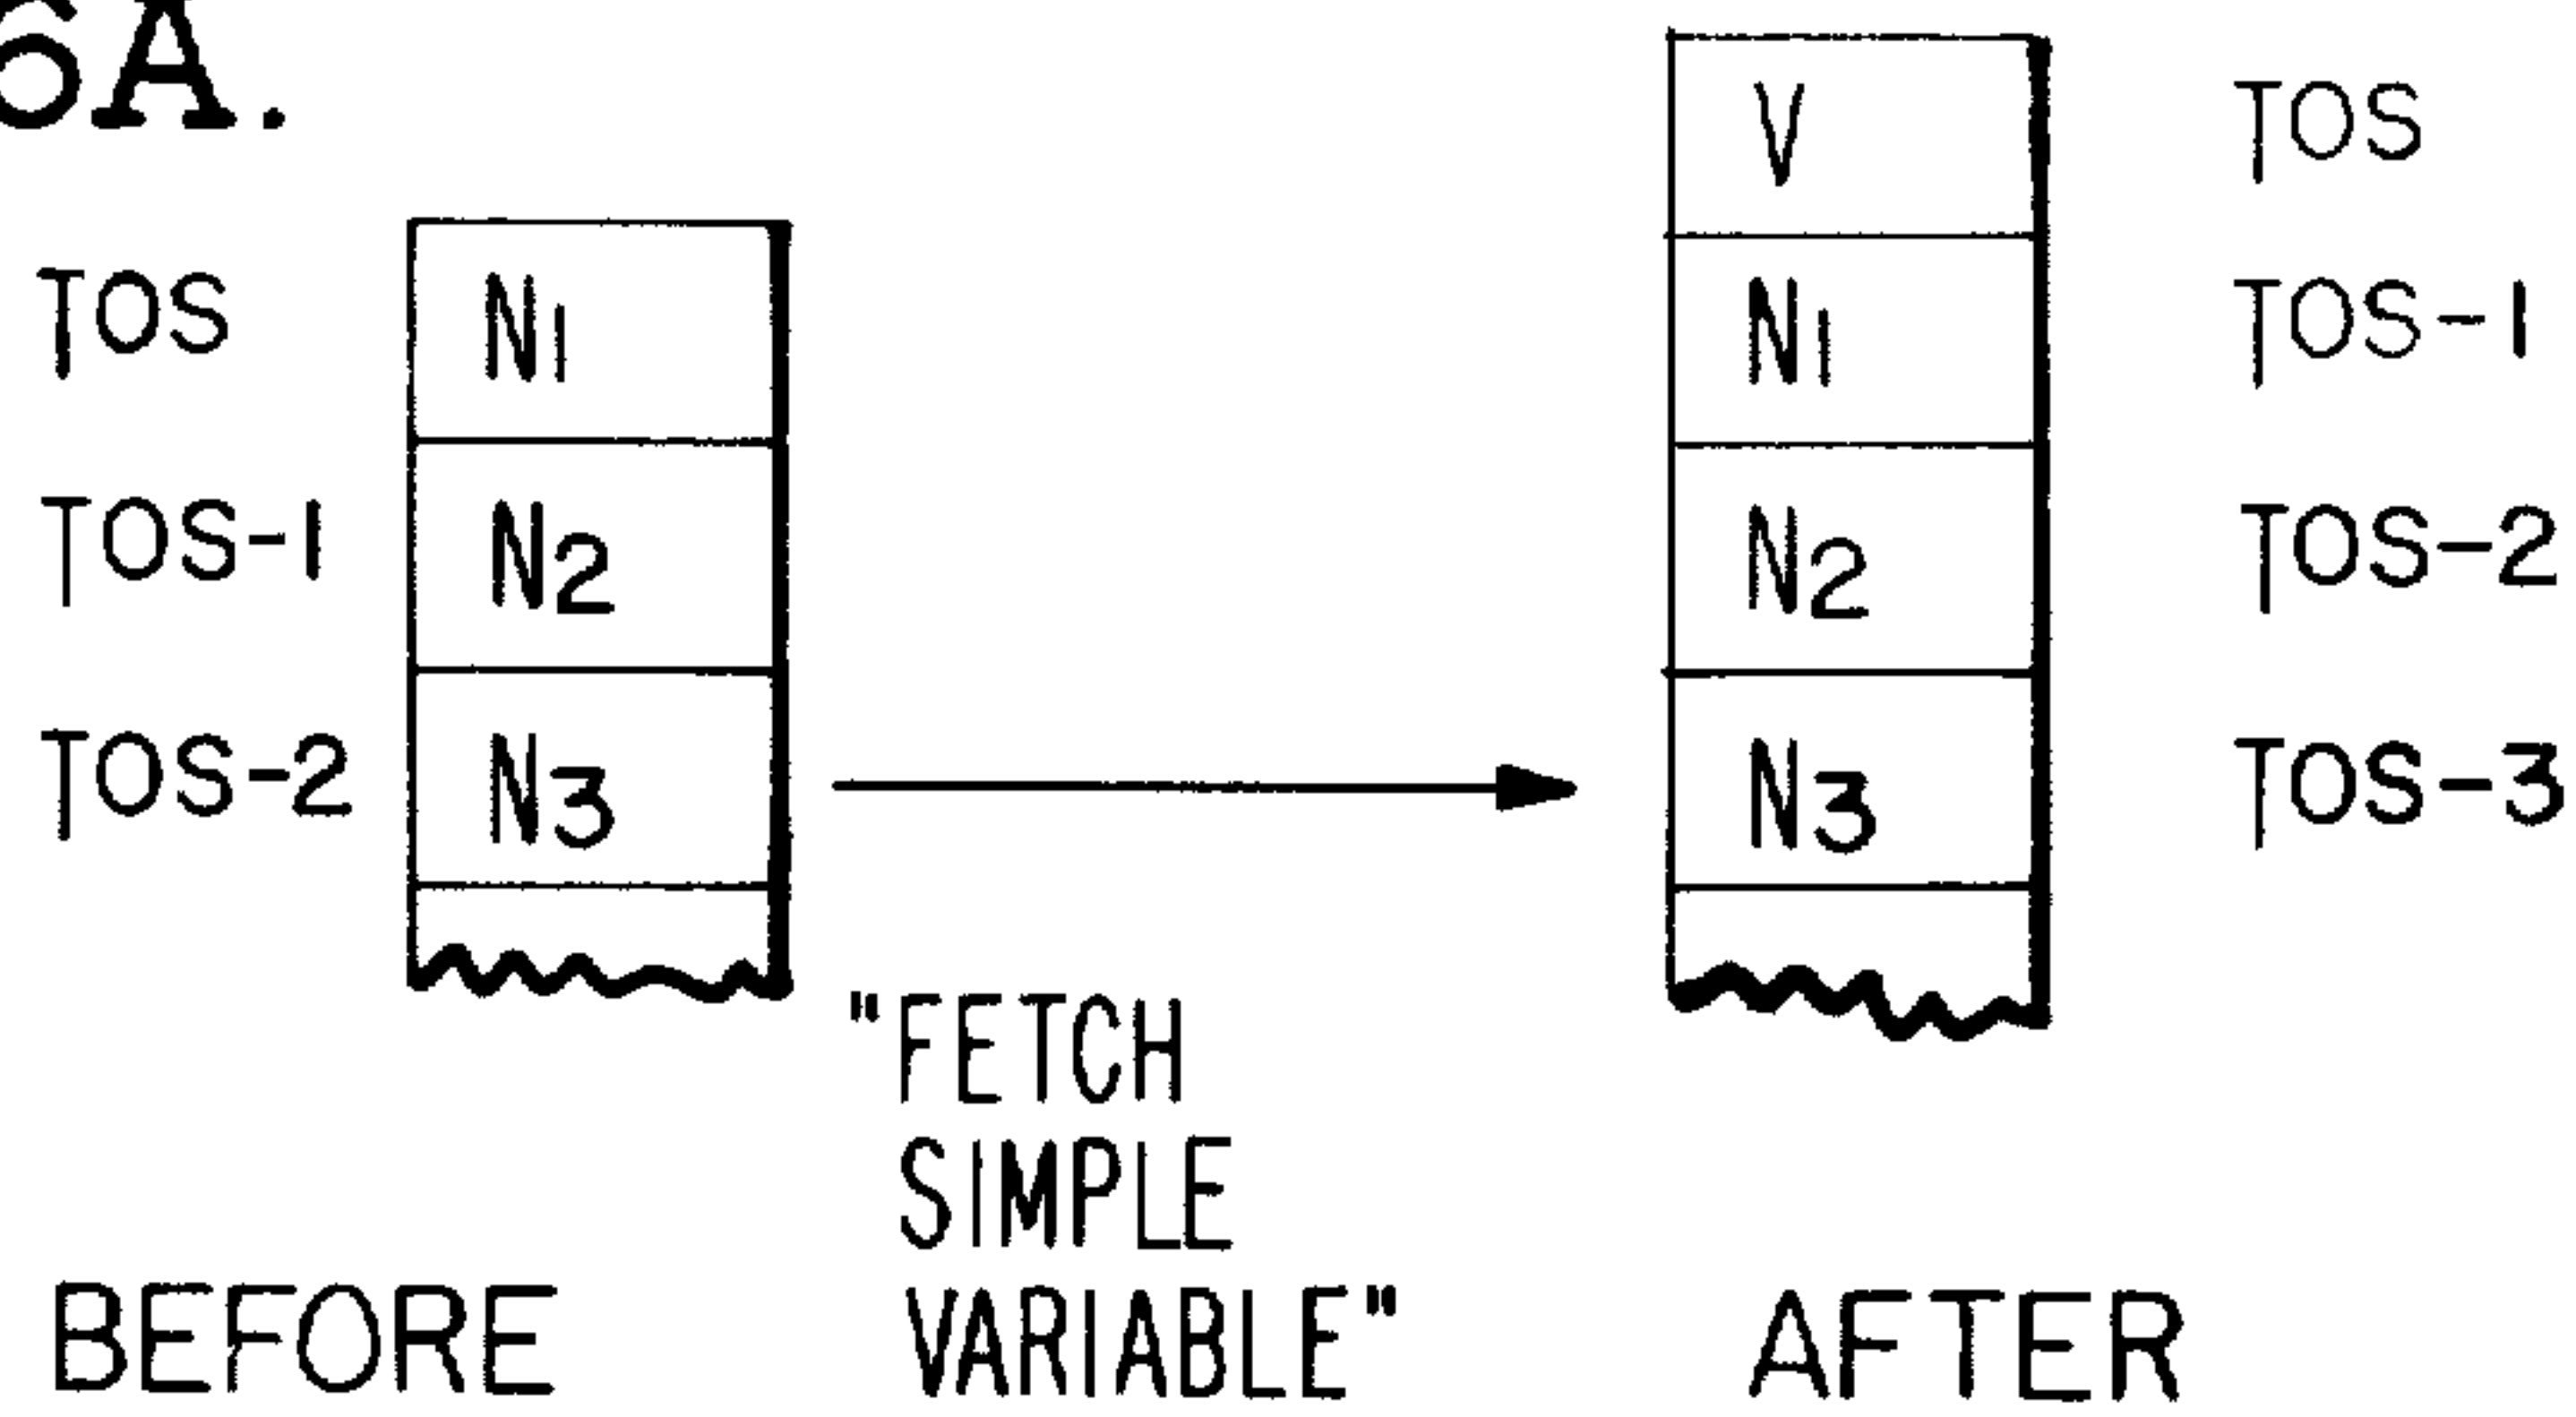 6A.
V TOS
TOS N1 N1 TOS-1
TOS-1 N2 N2 TOS-2
TOS-2 N3 N3 TOS-3
"FETCH
SIMPLE
VARIABLE"
BEFORE AFTER